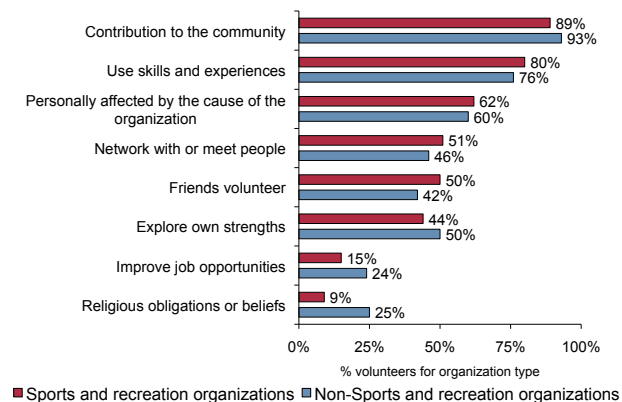 Contribution to the community
89%
93%
Use skills and experiences
80%
76%
Personally affected by the cause of the
organization
62%
60%
Network with or meet people
51%
46%
Friends volunteer
50%
42%
Explore own strengths
44%
50%
Improve job opportunities
15%
24%
Religious obligations or beliefs
9%
25%
0% 25% 50% 75% 100%
% volunteers for organization type
Sports and recreation organizations Non-Sports and recreation organizations